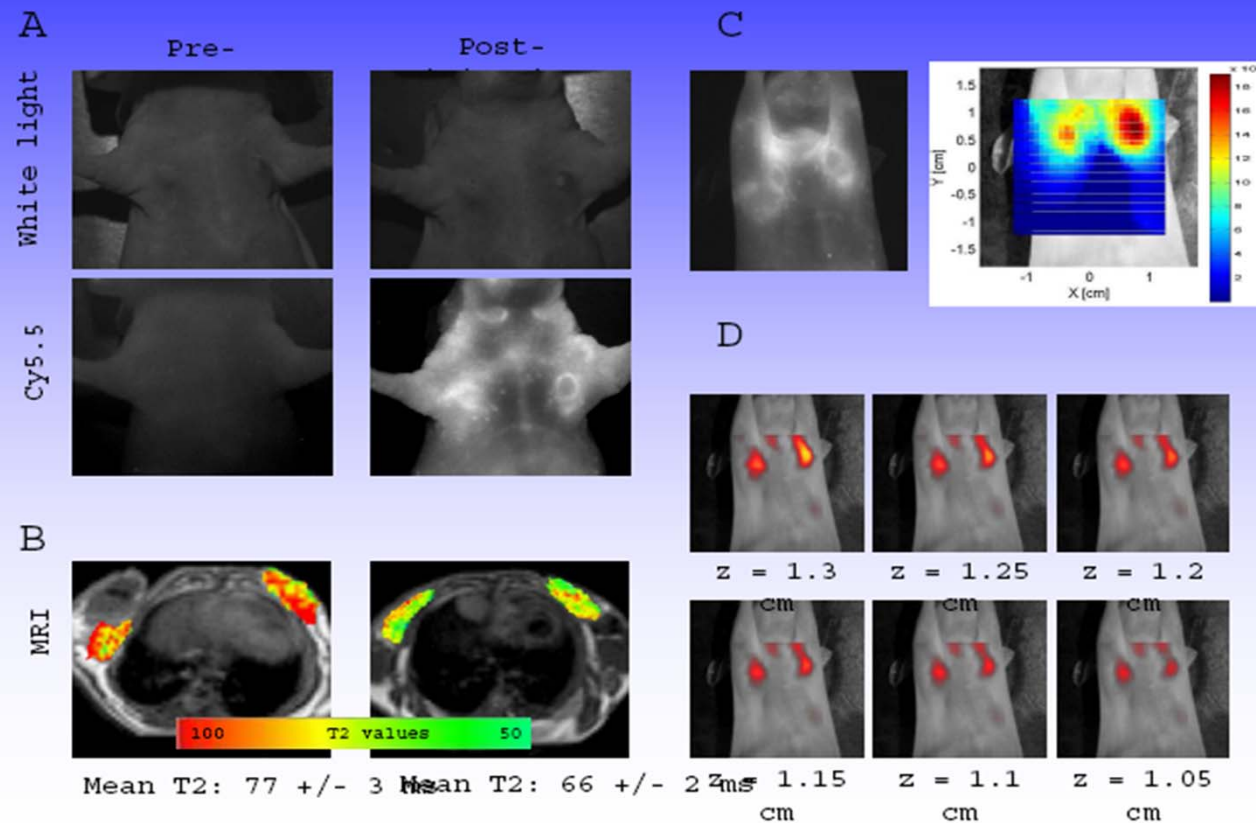 A
Pre-
Post-
White light
Cy5.5
B
MRI
100 T2 values 50
Mean T2: 77 +/- 3 ms
Mean T2: 66 +/- 2 ms
C
1.5
1
0.5
0
-0.5
-1
-1.5
Y [cm]
-1 0 1
X [cm]
x 10
18
16
14
12
10
8
6
4
2
D
z = 1.3
cm
z = 1.25
cm
z = 1.2
cm
z = 1.15
cm
z = 1.1
cm
z = 1.05
cm